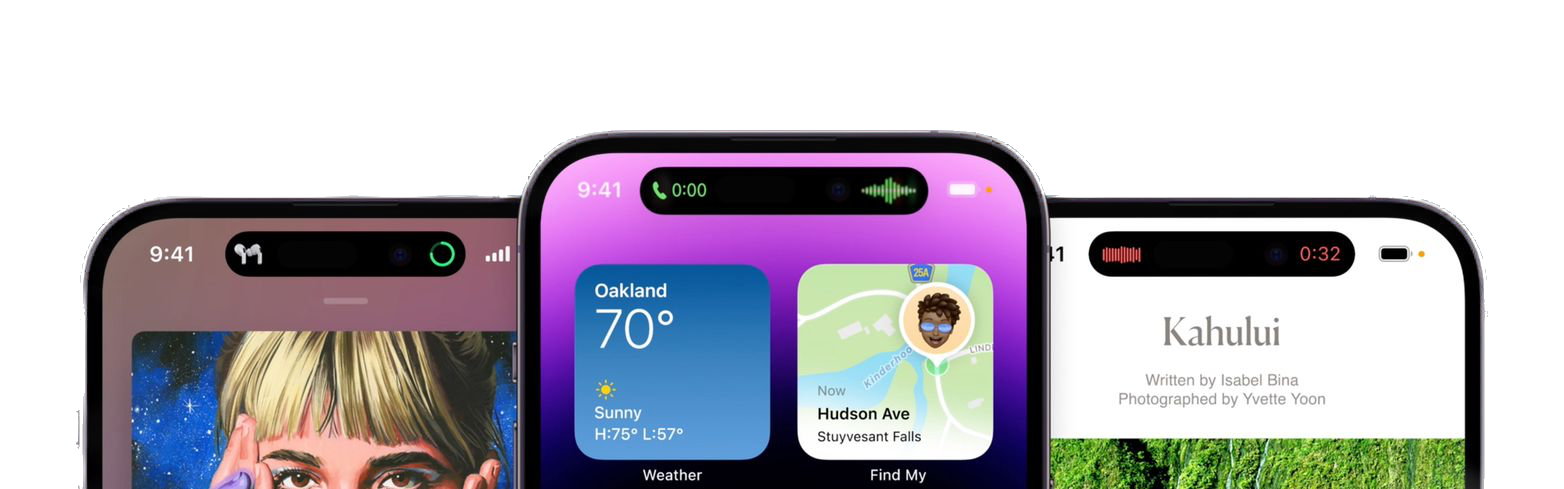 9:41
9:41
0:00
Oakland
70°
Sunny
H:75° L:57°
Weather
25A
LIND
Kinderhoo
Now
Hudson Ave
Stuyvesant Falls
Find My
41
0:32
Kahului
Written by Isabel Bina
Photographed by Yvette Yoon